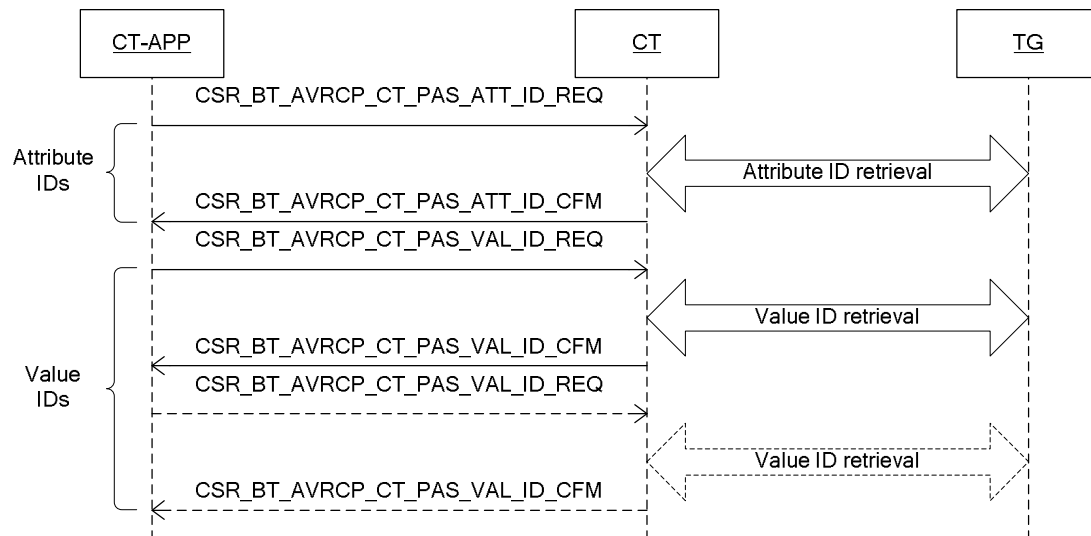 CT-APP
CT
TG
CSR_BT_AVRCP_CT_PAS_ATT_ID_REQ
Attribute
IDs
Attribute ID retrieval
CSR_BT_AVRCP_CT_PAS_ATT_ID_CFM
CSR_BT_AVRCP_CT_PAS_VAL_ID_REQ
Value ID retrieval
CSR_BT_AVRCP_CT_PAS_VAL_ID_CFM
Value
IDs
CSR_BT_AVRCP_CT_PAS_VAL_ID_REQ
Value ID retrieval
CSR_BT_AVRCP_CT_PAS_VAL_ID_CFM